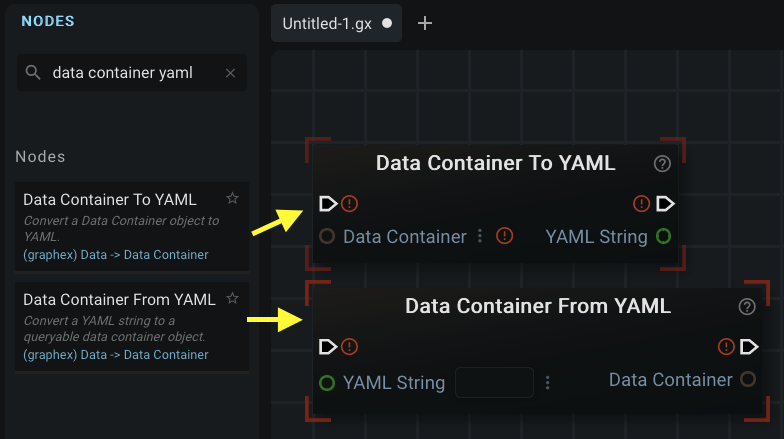 NODES
Untitled-1.gx
data container yaml
Nodes
Data Container To YAML
Convert a Data Container object to
YAML.
(graphex) Data -> Data Container
Data Container From YAML
Convert a YAML string to a
queryable data container object.
(graphex) Data -> Data Container
Data Container To YAML
Data Container
YAML String
Data Container From YAML
YAML String
Data Container